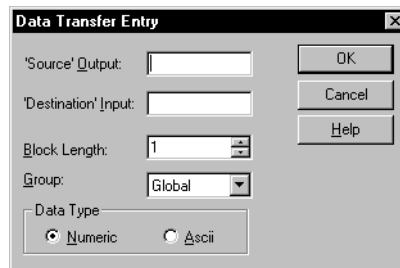 Data Transfer Entry
'Source' Output:
OK
'Destination' Input:
Cancel
Help
Block Length:
1
Group:
Global
Data Type
Numeric
Ascii